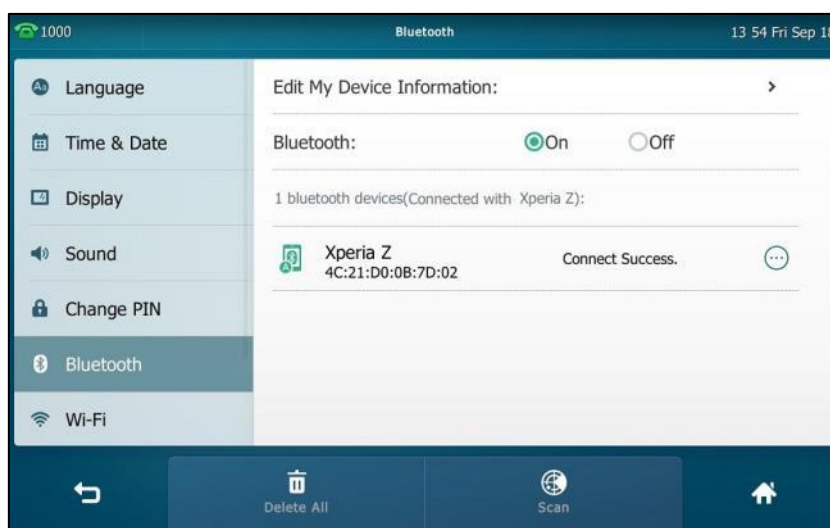 1000
Bluetooth
13 54 Fri Sep 18
Language
Time & Date
Display
Sound
Change PIN
Bluetooth
Wi-Fi
Edit My Device Information:
Bluetooth:
On
Off
1 bluetooth devices(Connected with Xperia Z):
Xperia Z
4C:21:D0:0B:7D:02
Connect Success.
Delete All
Scan